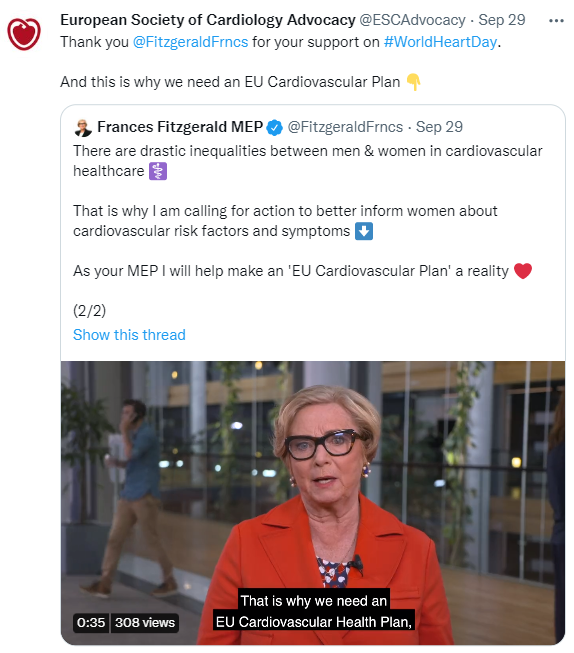 European Society of Cardiology Advocacy @ESCAdvocacy · Sep 29 ···
Thank you @FitzgeraldFrncs for your support on #WorldHeartDay.
And this is why we need an EU Cardiovascular Plan 👇
Frances Fitzgerald MEP @FitzgeraldFrncs · Sep 29
There are drastic inequalities between men & women in cardiovascular
healthcare ⚕️
That is why I am calling for action to better inform women about
cardiovascular risk factors and symptoms ⬇️
As your MEP I will help make an 'EU Cardiovascular Plan' a reality ❤️
(2/2)
Show this thread
That is why we need an
EU Cardiovascular Health Plan,
0:35 308 views